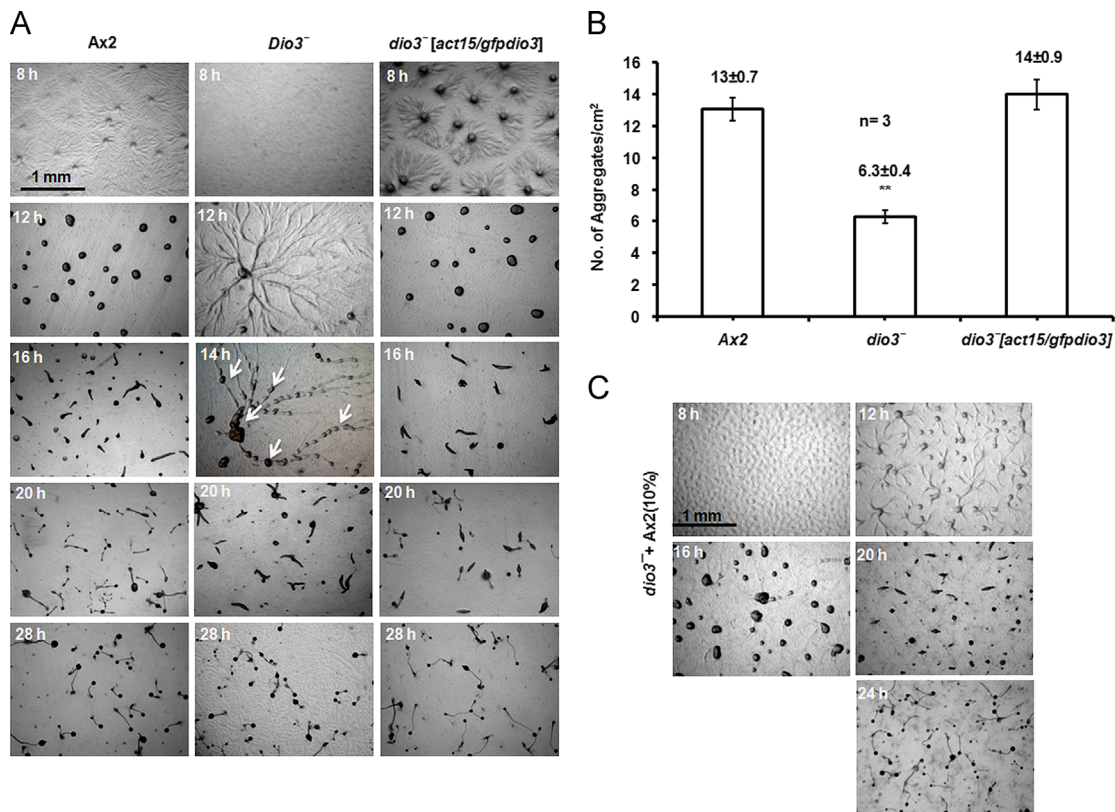 A
Ax2
Dio3⁻
dio3⁻ [act15/gfpdio3]
8 h
8 h
8 h
1 mm
12 h
12 h
12 h
16 h
14 h
16 h
20 h
20 h
20 h
28 h
28 h
28 h
B
No. of Aggregates/cm²
16
14
12
10
8
6
4
2
0
13±0.7
n= 3
6.3±0.4
**
14±0.9
Ax2
dio3⁻
dio3⁻[act15/gfpdio3]
C
dio3⁻ + Ax2(10%)
8 h
12 h
1 mm
16 h
20 h
24 h